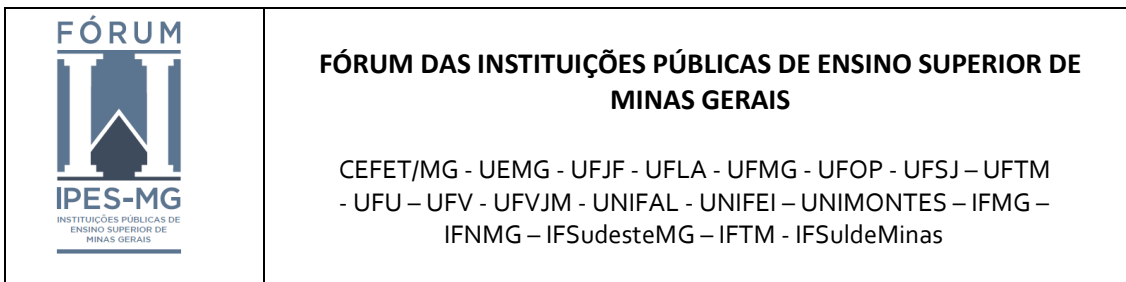 FÓRUM
IPES-MG
INSTITUIÇÕES PÚBLICAS DE
ENSINO SUPERIOR DE
MINAS GERAIS
FÓRUM DAS INSTITUIÇÕES PÚBLICAS DE ENSINO SUPERIOR DE
MINAS GERAIS
CEFET/MG - UEMG - UFJF - UFLA - UFMG - UFOP - UFSJ – UFTM
- UFU – UFV - UFVJM - UNIFAL - UNIFEI – UNIMONTES – IFMG –
IFNMG – IFSudesteMG – IFTM - IFSuldeMinas